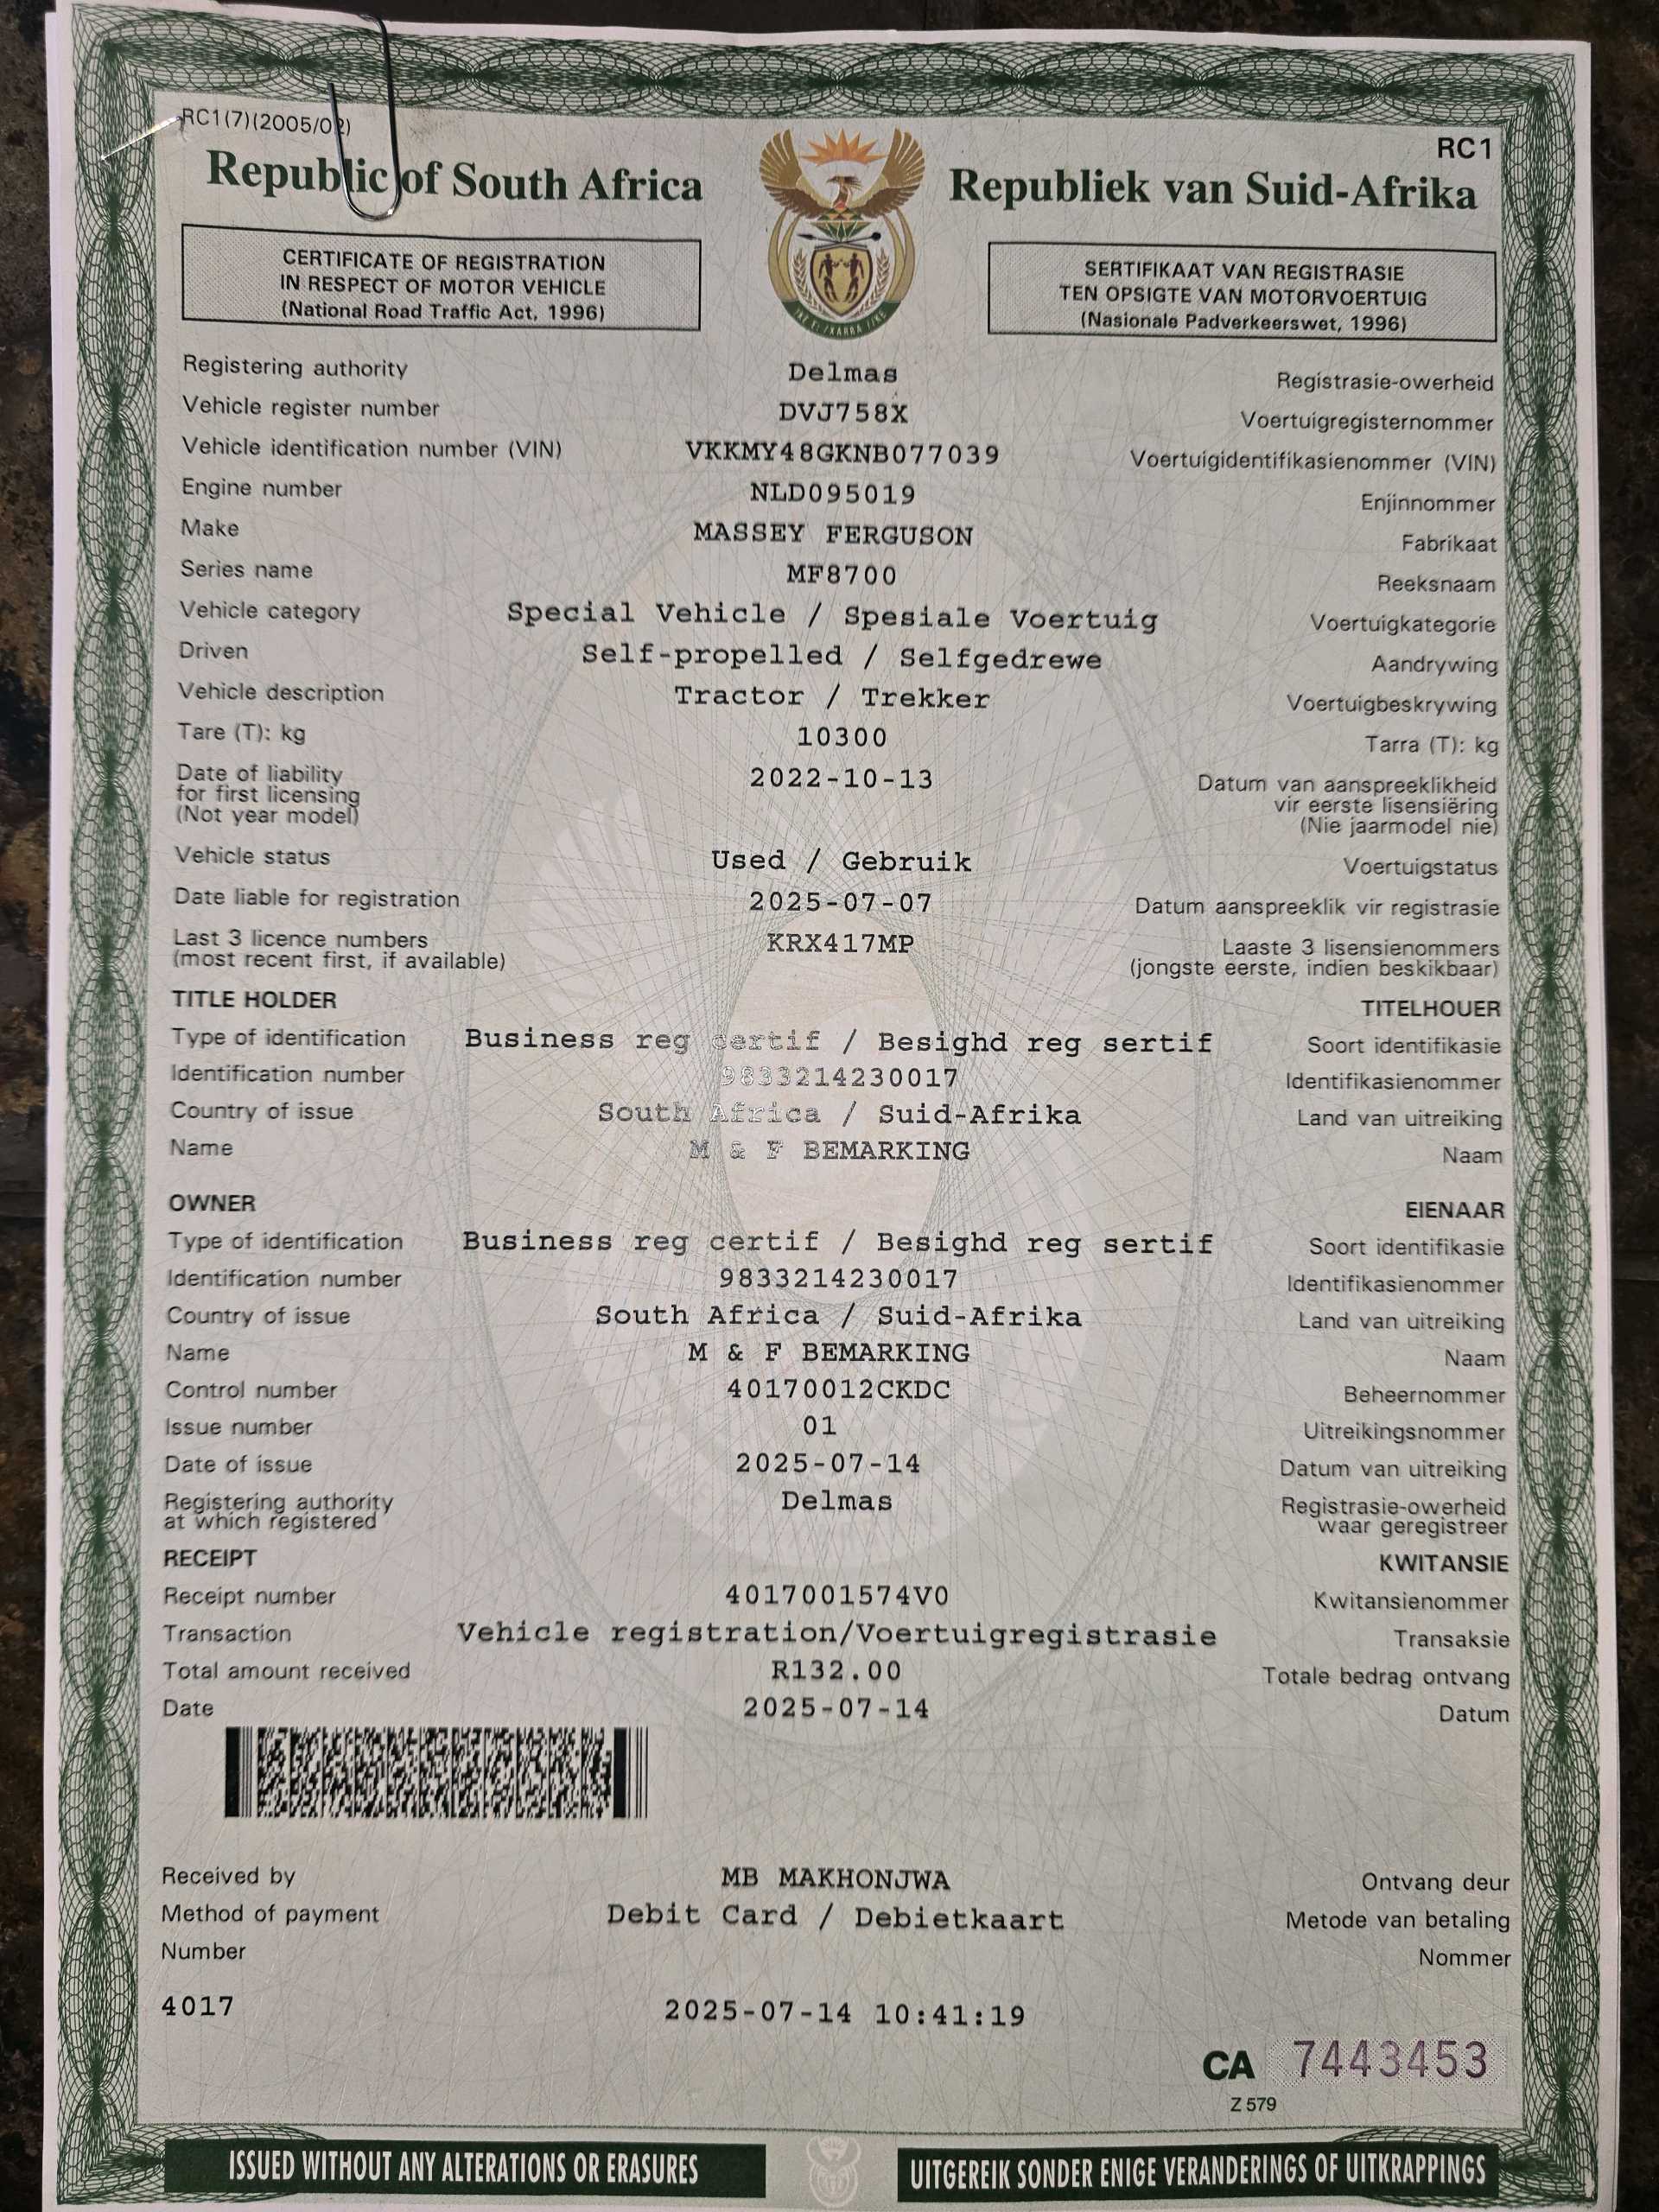 RC1(7)(2005/02)
RC1
Republic of South Africa
Republiek van Suid-Afrika
CERTIFICATE OF REGISTRATION
IN RESPECT OF MOTOR VEHICLE
(National Road Traffic Act, 1996)
SERTIFIKAAT VAN REGISTRASIE
TEN OPSIGTE VAN MOTORVOERTUIG
(Nasionale Padverkeerswet, 1996)
Registering authority Delmas Registrasie-owerheid
Vehicle register number DVJ758X Voertuigregisternommer
Vehicle identification number (VIN) VKKMY48GKNB077039 Voertuigidentifikasienommer (VIN)
Engine number NLD095019 Enjinnommer
Make MASSEY FERGUSON Fabrikaat
Series name MF8700 Reeksnaam
Vehicle category Special Vehicle / Spesiale Voertuig Voertuigkategorie
Driven Self-propelled / Selfgedrewe Aandrywing
Vehicle description Tractor / Trekker Voertuigbeskrywing
Tare (T): kg 10300 Tarra (T): kg
Date of liability 2022-10-13 Datum van aanspreeklikheid
for first licensing vir eerste lisensiëring
(Not year model) (Nie jaarmodel nie)
Vehicle status Used / Gebruik Voertuigstatus
Date liable for registration 2025-07-07 Datum aanspreeklik vir registrasie
Last 3 licence numbers KRX417MP Laaste 3 lisensienommers
(most recent first, if available) (jongste eerste, indien beskikbaar)
TITLE HOLDER TITELHOUER
Type of identification Business reg certif / Besighd reg sertif Soort identifikasie
Identification number 9833214230017 Identifikasienommer
Country of issue South Africa / Suid-Afrika Land van uitreiking
Name M & F BEMARKING Naam
OWNER EIENAAR
Type of identification Business reg certif / Besighd reg sertif Soort identifikasie
Identification number 9833214230017 Identifikasienommer
Country of issue South Africa / Suid-Afrika Land van uitreiking
Name M & F BEMARKING Naam
Control number 40170012CKDC Beheernommer
Issue number 01 Uitreikingsnommer
Date of issue 2025-07-14 Datum van uitreiking
Registering authority Delmas Registrasie-owerheid
at which registered waar geregistreer
RECEIPT KWITANSIE
Receipt number 4017001574V0 Kwitansienommer
Transaction Vehicle registration/Voertuigregistrasie Transaksie
Total amount received R132.00 Totale bedrag ontvang
Date 2025-07-14 Datum
Received by MB MAKHONJWA Ontvang deur
Method of payment Debit Card / Debietkaart Metode van betaling
Number Nommer
4017 2025-07-14 10:41:19
CA 7443453
Z 579
ISSUED WITHOUT ANY ALTERATIONS OR ERASURES
UITGEREIK SONDER ENIGE VERANDERINGS OF UITKRAPPINGS